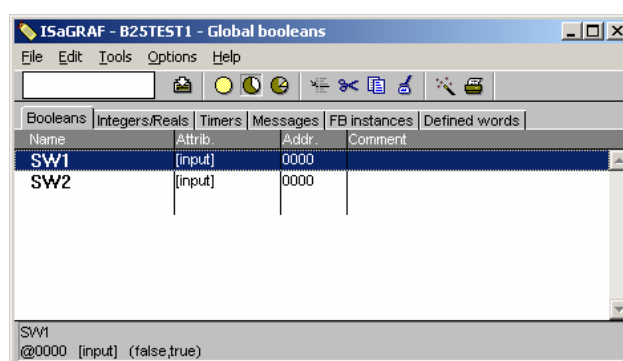 ISaGRAF - B25TEST1 - Global booleans
File Edit Tools Options Help
Booleans Integers/Reals Timers Messages FB instances Defined words
Name Attrib. Addr. Comment
SW1 [input] 0000
SW2 [input] 0000
SW1
@0000 [input] (false,true)